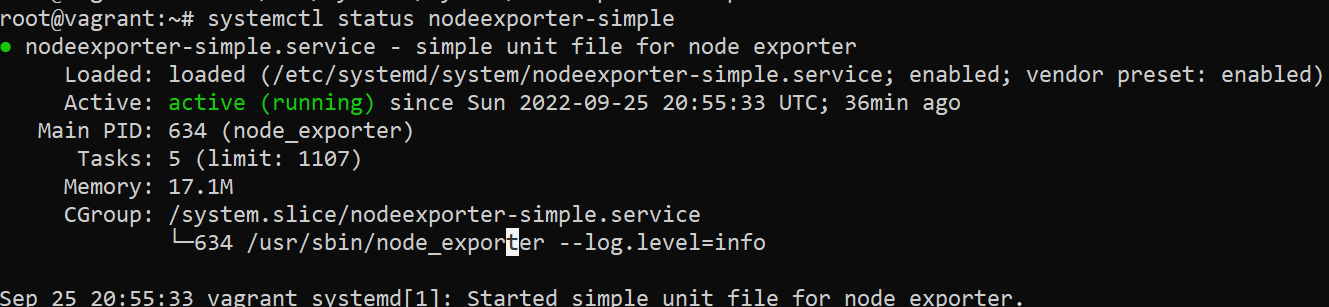 root@vagrant:~# systemctl status nodeexporter-simple
● nodeexporter-simple.service - simple unit file for node exporter
Loaded: loaded (/etc/systemd/system/nodeexporter-simple.service; enabled; vendor preset: enabled)
Active: active (running) since Sun 2022-09-25 20:55:33 UTC; 36min ago
Main PID: 634 (node_exporter)
Tasks: 5 (limit: 1107)
Memory: 17.1M
CGroup: /system.slice/nodeexporter-simple.service
└─634 /usr/sbin/node_exporter --log.level=info
Sep 25 20:55:33 vagrant systemd[1]: Started simple unit file for node exporter.